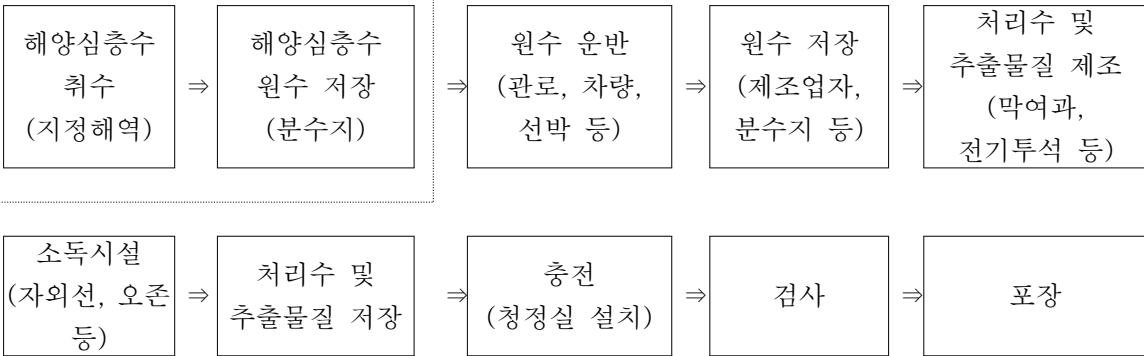 해양심층수
취수
(지정해역)
⇒
해양심층수
원수 저장
(분수지)
⇒
원수 운반
(관로, 차량,
선박 등)
⇒
원수 저장
(제조업자,
분수지 등)
⇒
처리수 및
추출물질 제조
(막여과,
전기투석 등)
소독시설
(자외선, 오존
등)
⇒
처리수 및
추출물질 저장
⇒
충전
(청정실 설치)
⇒
검사
⇒
포장